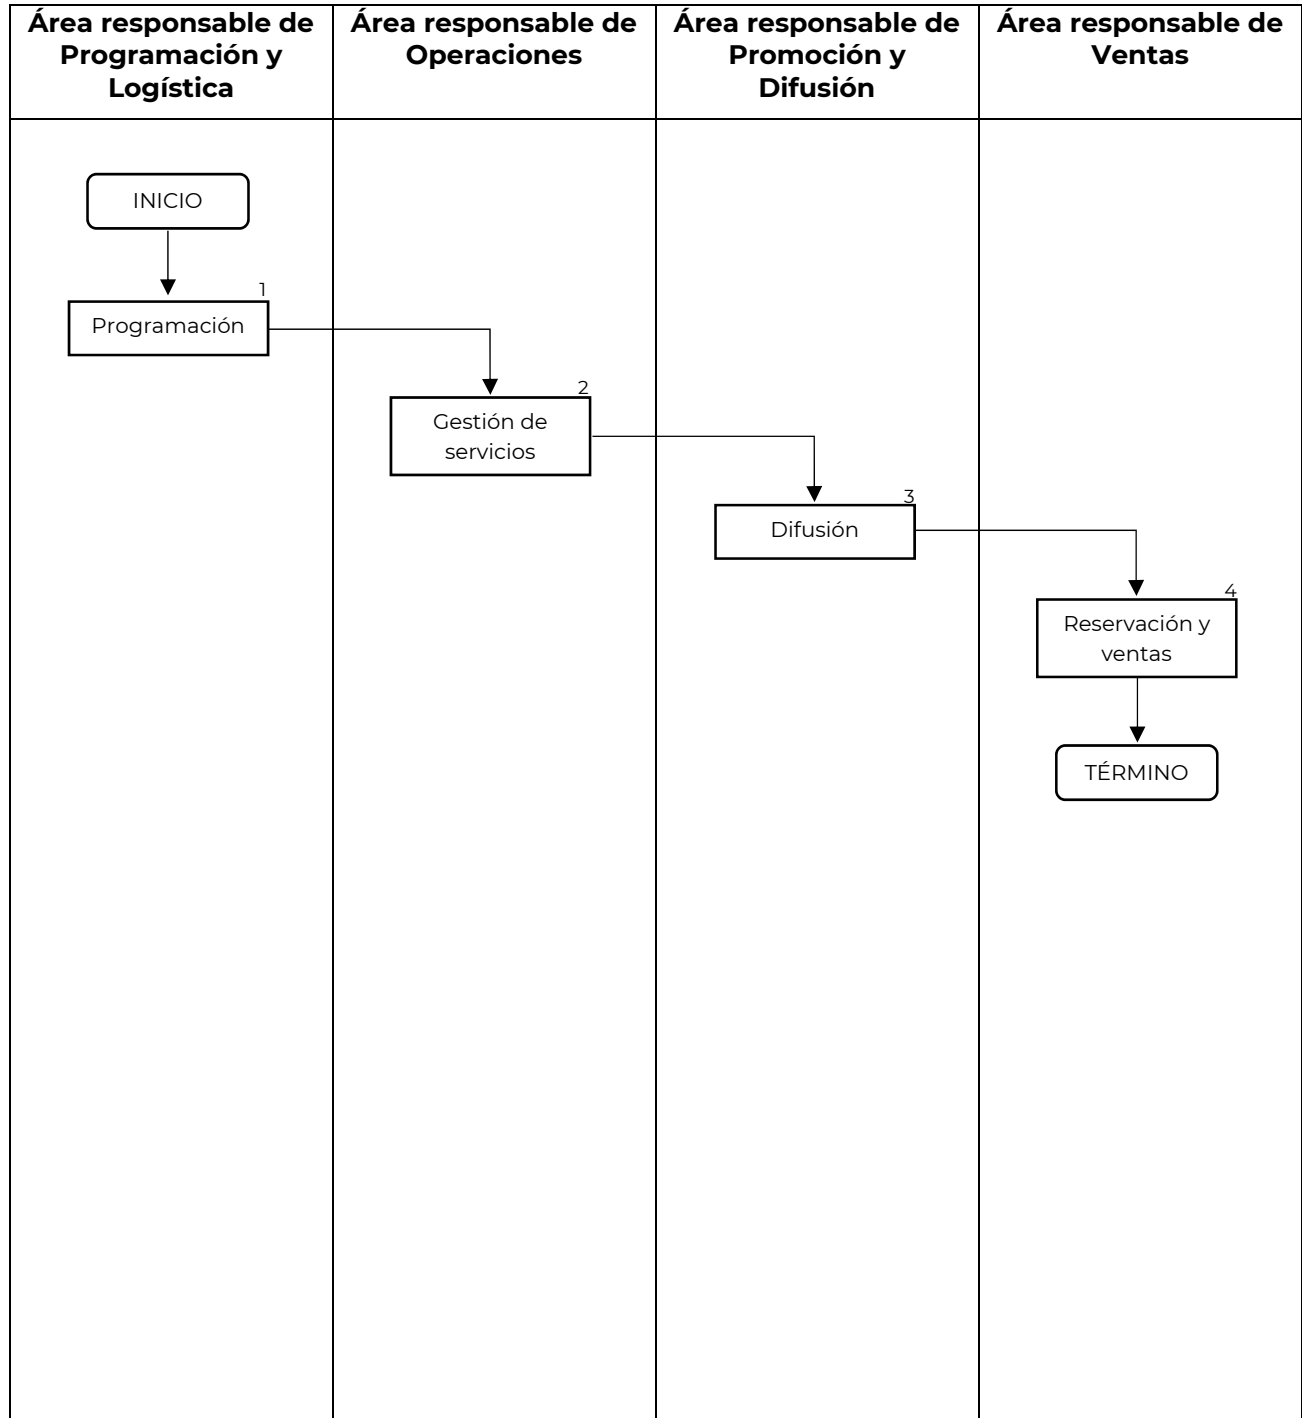 Área responsable de
Programación y
Logística
Área responsable de
Operaciones
Área responsable de
Promoción y
Difusión
Área responsable de
Ventas
INICIO
1
Programación
2
Gestión de
servicios
3
Difusión
4
Reservación y
ventas
TÉRMINO